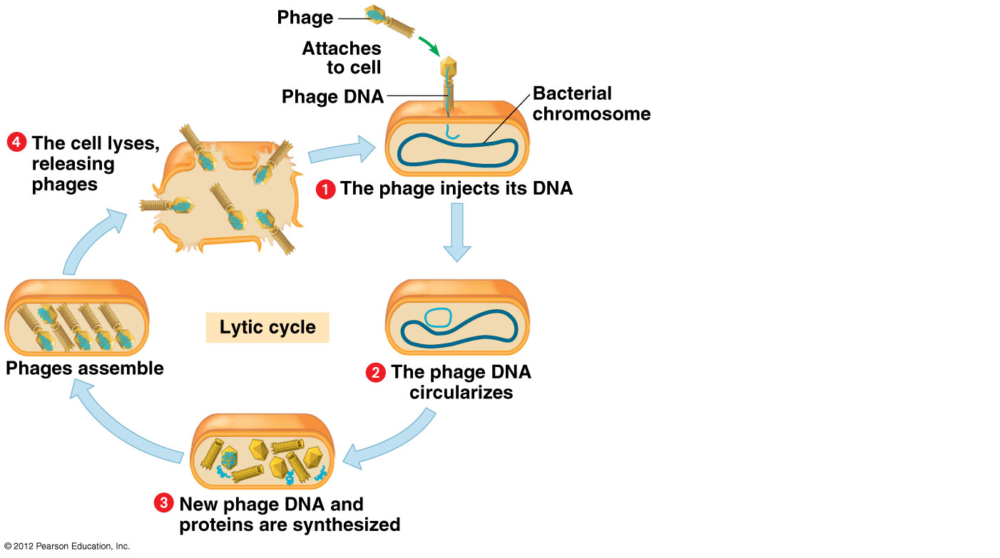 Phage
Attaches
to cell
Phage DNA
Bacterial
chromosome
1 The phage injects its DNA
2 The phage DNA
circularizes
3 New phage DNA and
proteins are synthesized
Phages assemble
4 The cell lyses,
releasing
phages
Lytic cycle
© 2012 Pearson Education, Inc.